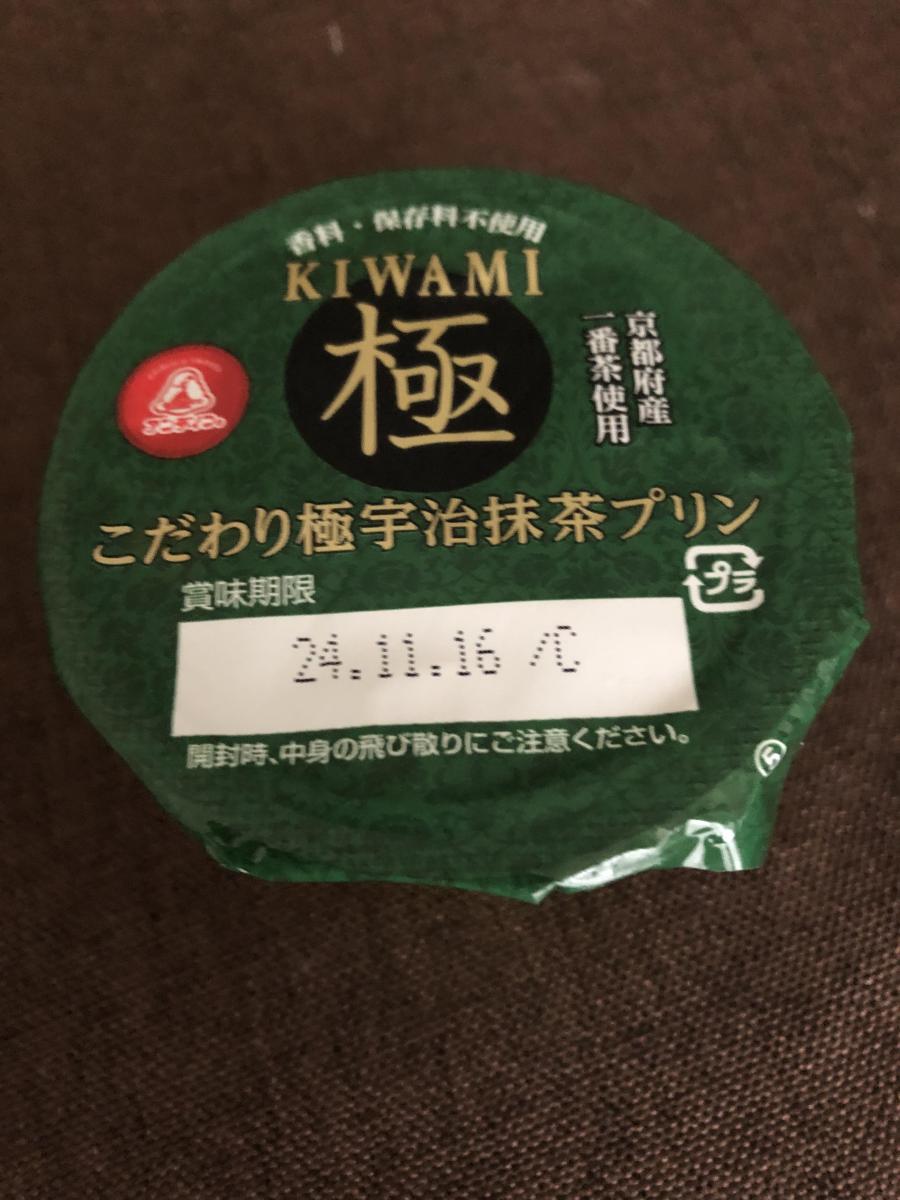 香料・保存料不使用
KIWAMI
極
京都府産
一番茶使用
こだわり極宇治抹茶プリン
プラ
賞味期限
24.11.16 /C
開封時、中身の飛び散りにご注意ください。
5